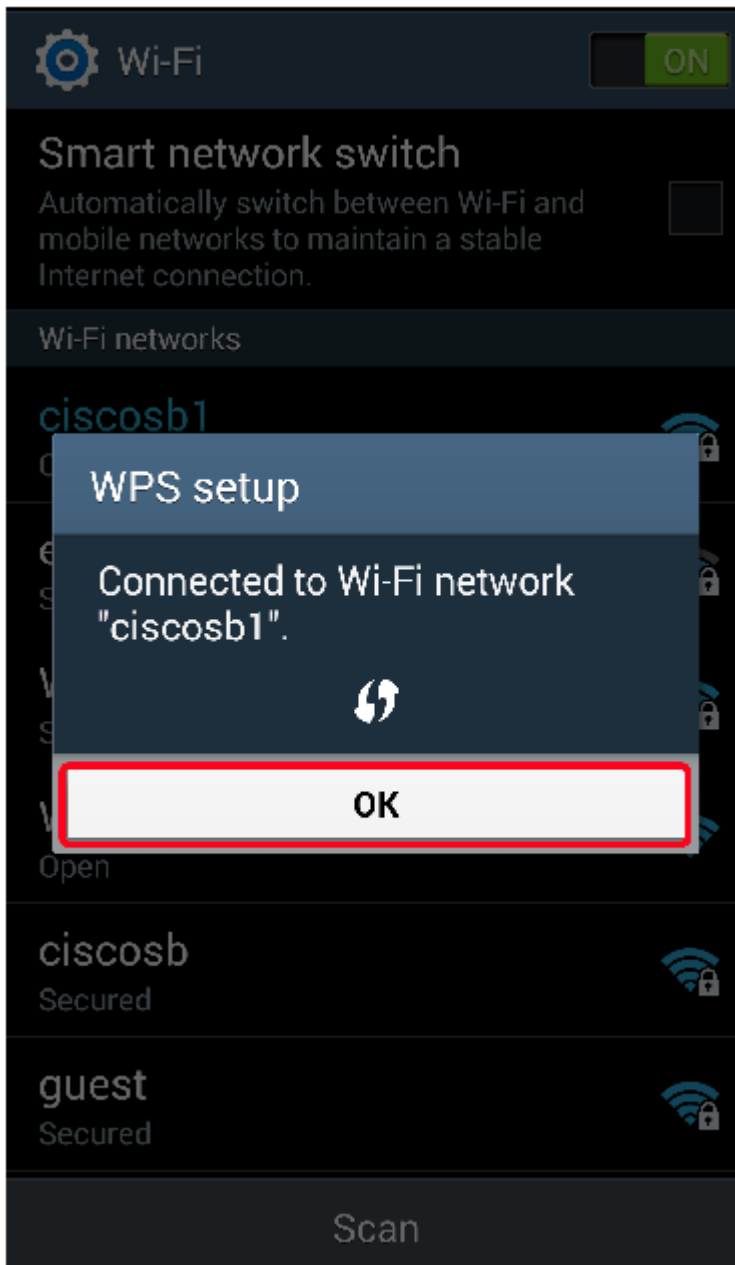 Wi-Fi
ON
Smart network switch
Automatically switch between Wi-Fi and
mobile networks to maintain a stable
Internet connection.
Wi-Fi networks
ciscosb1
WPS setup
Connected to Wi-Fi network
"ciscosb1".
OK
Open
ciscosb
Secured
guest
Secured
Scan